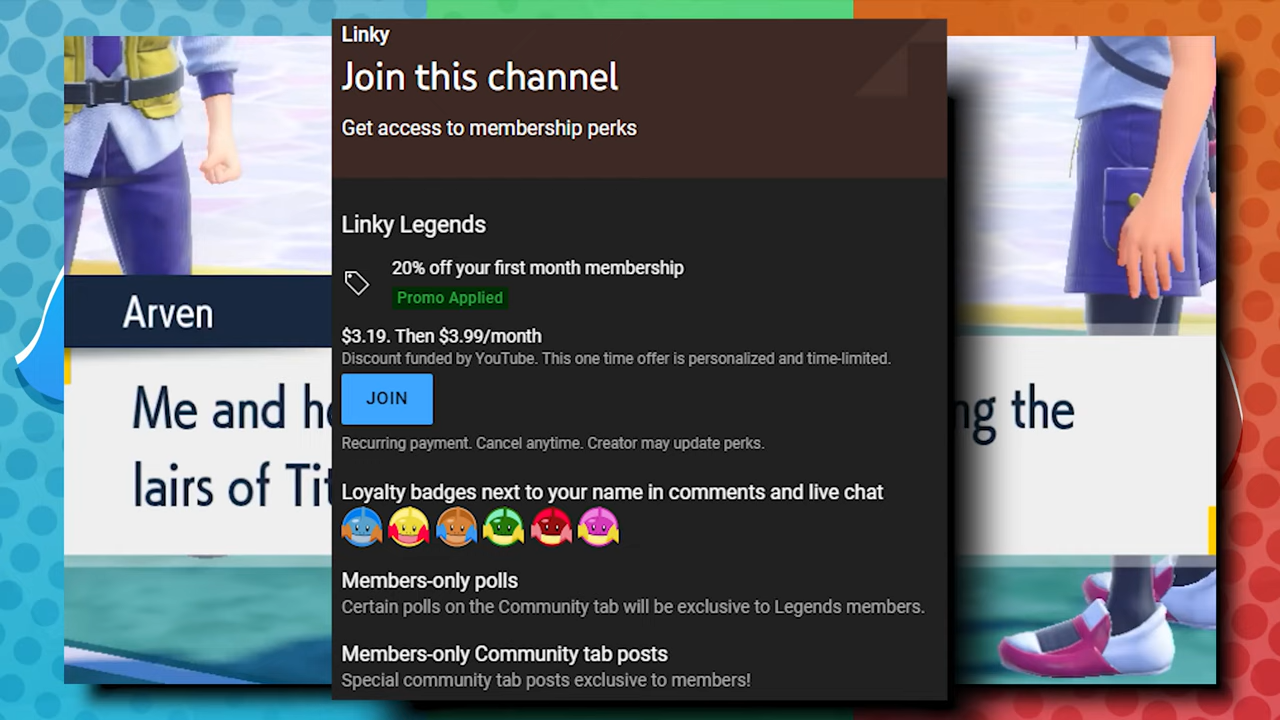 Linky
Join this channel
Get access to membership perks
Linky Legends
20% off your first month membership
Promo Applied
$3.19. Then $3.99/month
Discount funded by YouTube. This one time offer is personalized and time-limited.
JOIN
Recurring payment. Cancel anytime. Creator may update perks.
Loyalty badges next to your name in comments and live chat
Members-only polls
Certain polls on the Community tab will be exclusive to Legends members.
Members-only Community tab posts
Special community tab posts exclusive to members!
Arven
Me and the
lairs of